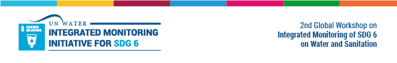 UN WATER
INTEGRATED MONITORING
INITIATIVE FOR SDG 6
2nd Global Workshop on
Integrated Monitoring of SDG 6
on Water and Sanitation
6